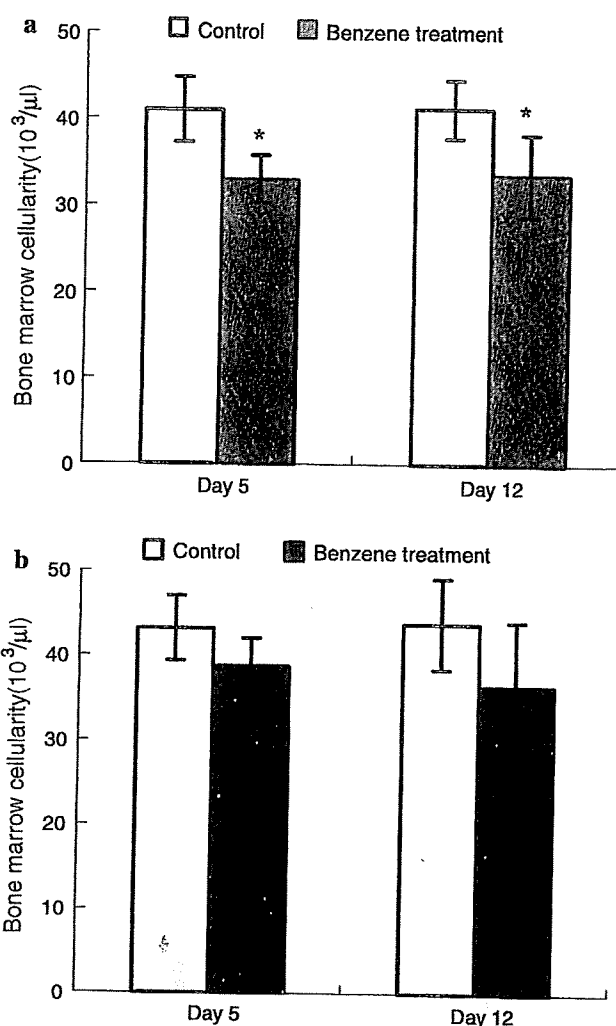 a
Control Benzene treatment
Bone marrow cellularity(10³/µl)
50
40
30
20
10
0
* *
Day 5 Day 12
b
Control Benzene treatment
Bone marrow cellularity(10³/µl)
50
40
30
20
10
0
Day 5 Day 12